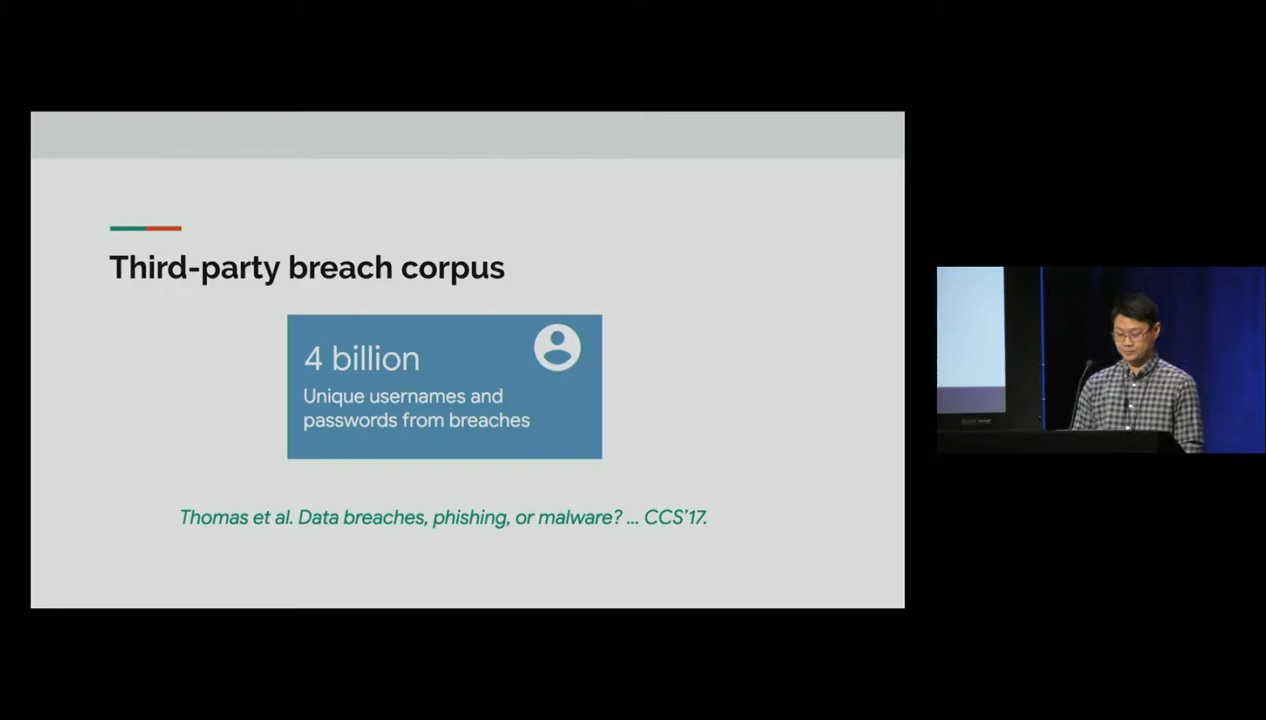 Third-party breach corpus
4 billion
Unique usernames and
passwords from breaches
Thomas et al. Data breaches, phishing, or malware? ... CCS'17.